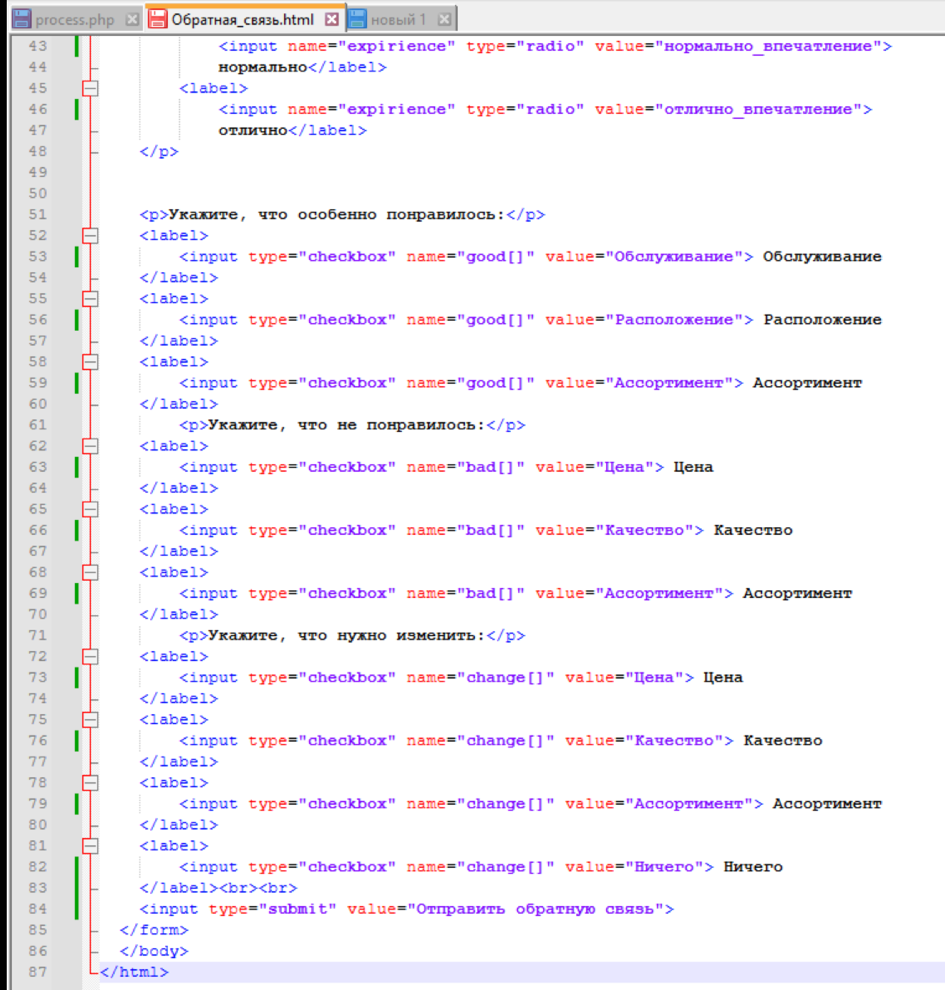 process.php Обратная_связь.html новый 1
43 <input name="expirience" type="radio" value="нормально_впечатление">
44 нормально</label>
45 <label>
46 <input name="expirience" type="radio" value="отлично_впечатление">
47 отлично</label>
48 </p>
49
50
51 <p>Укажите, что особенно понравилось:</p>
52 <label>
53 <input type="checkbox" name="good[]" value="Обслуживание"> Обслуживание
54 </label>
55 <label>
56 <input type="checkbox" name="good[]" value="Расположение"> Расположение
57 </label>
58 <label>
59 <input type="checkbox" name="good[]" value="Ассортимент"> Ассортимент
60 </label>
61 <p>Укажите, что не понравилось:</p>
62 <label>
63 <input type="checkbox" name="bad[]" value="Цена"> Цена
64 </label>
65 <label>
66 <input type="checkbox" name="bad[]" value="Качество"> Качество
67 </label>
68 <label>
69 <input type="checkbox" name="bad[]" value="Ассортимент"> Ассортимент
70 </label>
71 <p>Укажите, что нужно изменить:</p>
72 <label>
73 <input type="checkbox" name="change[]" value="Цена"> Цена
74 </label>
75 <label>
76 <input type="checkbox" name="change[]" value="Качество"> Качество
77 </label>
78 <label>
79 <input type="checkbox" name="change[]" value="Ассортимент"> Ассортимент
80 </label>
81 <label>
82 <input type="checkbox" name="change[]" value="Ничего"> Ничего
83 </label><br><br>
84 <input type="submit" value="Отправить обратную связь">
85 </form>
86 </body>
87 </html>